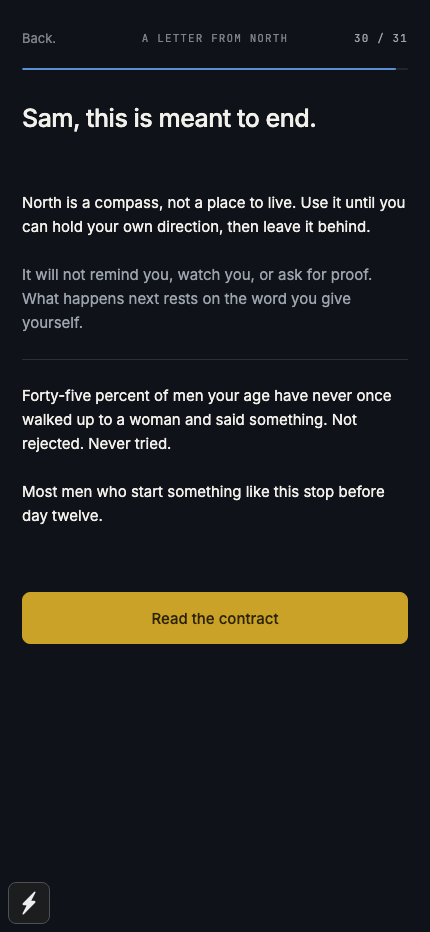 Back.
A LETTER FROM NORTH
30 / 31
Sam, this is meant to end.
North is a compass, not a place to live. Use it until you
can hold your own direction, then leave it behind.
It will not remind you, watch you, or ask for proof.
What happens next rests on the word you give
yourself.
Forty-five percent of men your age have never once
walked up to a woman and said something. Not
rejected. Never tried.
Most men who start something like this stop before
day twelve.
Read the contract